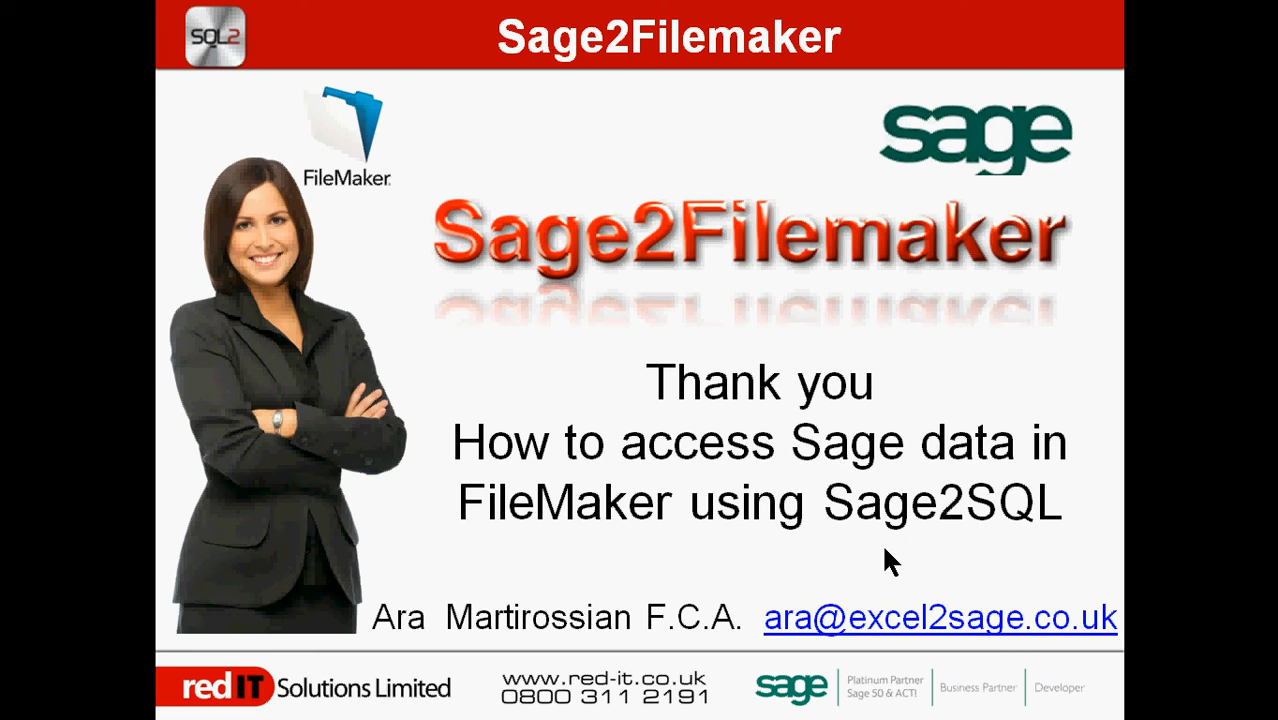 SQL2
Sage2Filemaker
FileMaker
sage
Sage2Filemaker
Thank you
How to access Sage data in
FileMaker using Sage2SQL
Ara Martirossian F.C.A. ara@excel2sage.co.uk
red IT Solutions Limited
www.red-it.co.uk
0800 311 2191
sage
Platinum Partner
Sage 50 & ACT!
Business Partner
Developer